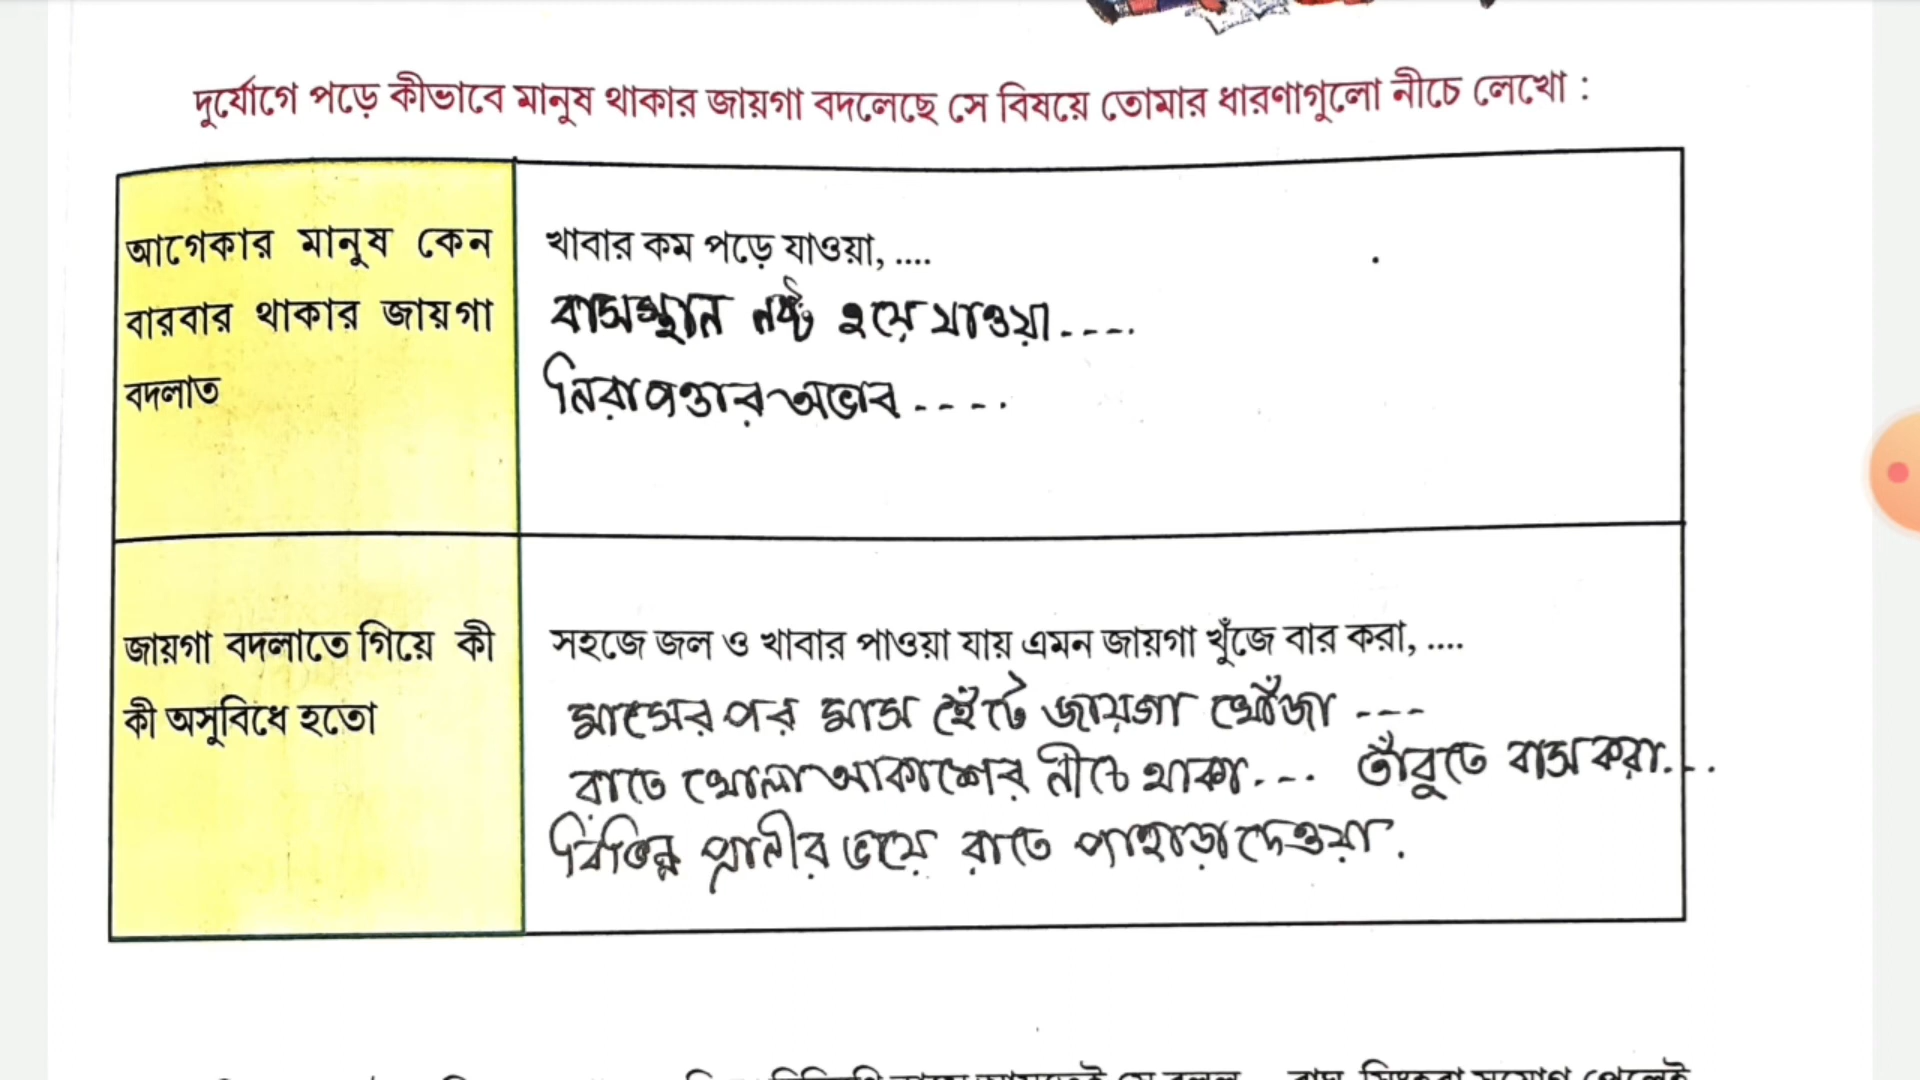 দুর্যোগে পড়ে কীভাবে মানুষ থাকার জায়গা বদলেছে সে বিষয়ে তোমার ধারণাগুলো নীচে লেখো :
আগেকার মানুষ কেন
বারবার থাকার জায়গা
বদলাত
খাবার কম পড়ে যাওয়া, ....
বাসস্থান নষ্ট হয়ে যাওয়া....
নিরাপত্তার অভাব....
জায়গা বদলাতে গিয়ে কী
কী অসুবিধে হতো
সহজে জল ও খাবার পাওয়া যায় এমন জায়গা খুঁজে বার করা, ....
মাসের পর মাস হেঁটে জায়গা খোঁজা ---
রাতে খোলা আকাশের নীচে থাকা... তাঁবুতে বাস করা...
বিভিন্ন প্রানীর ভয়ে রাতে পাহাড়া দেওয়া.